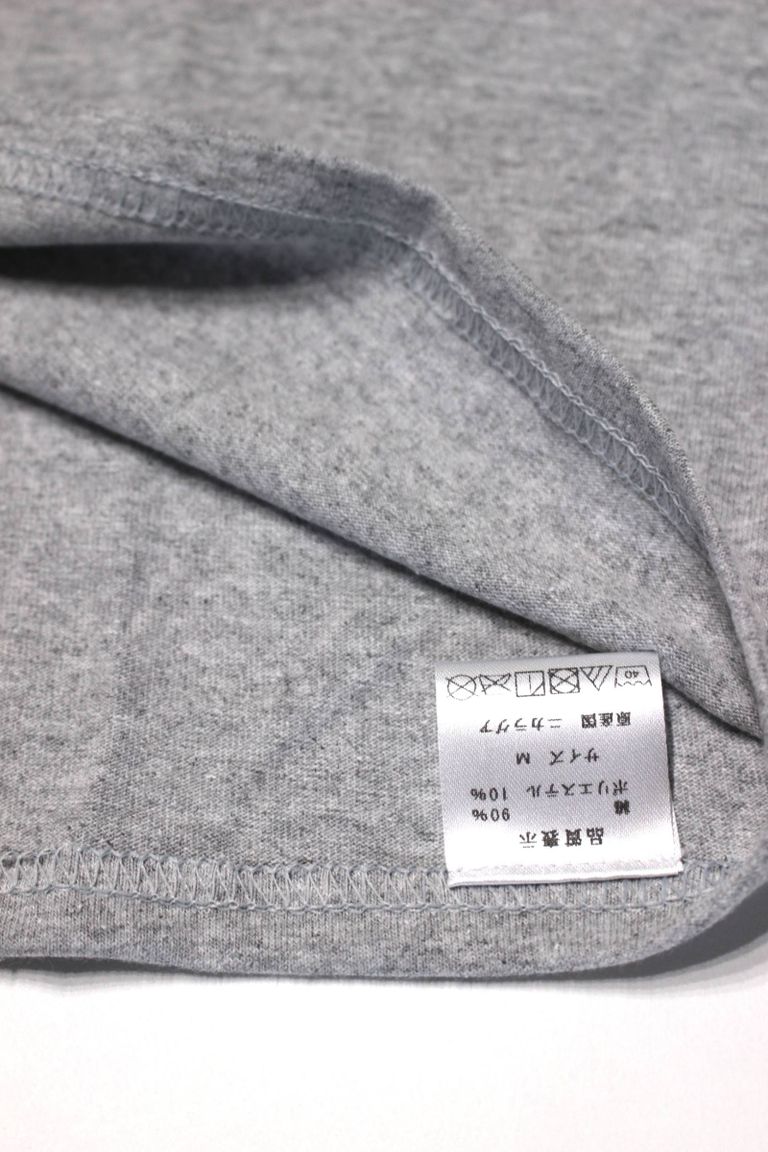 品質表示
綿 90%
ポリエステル 10%
サイズ M
原産国 ニカラグア
40